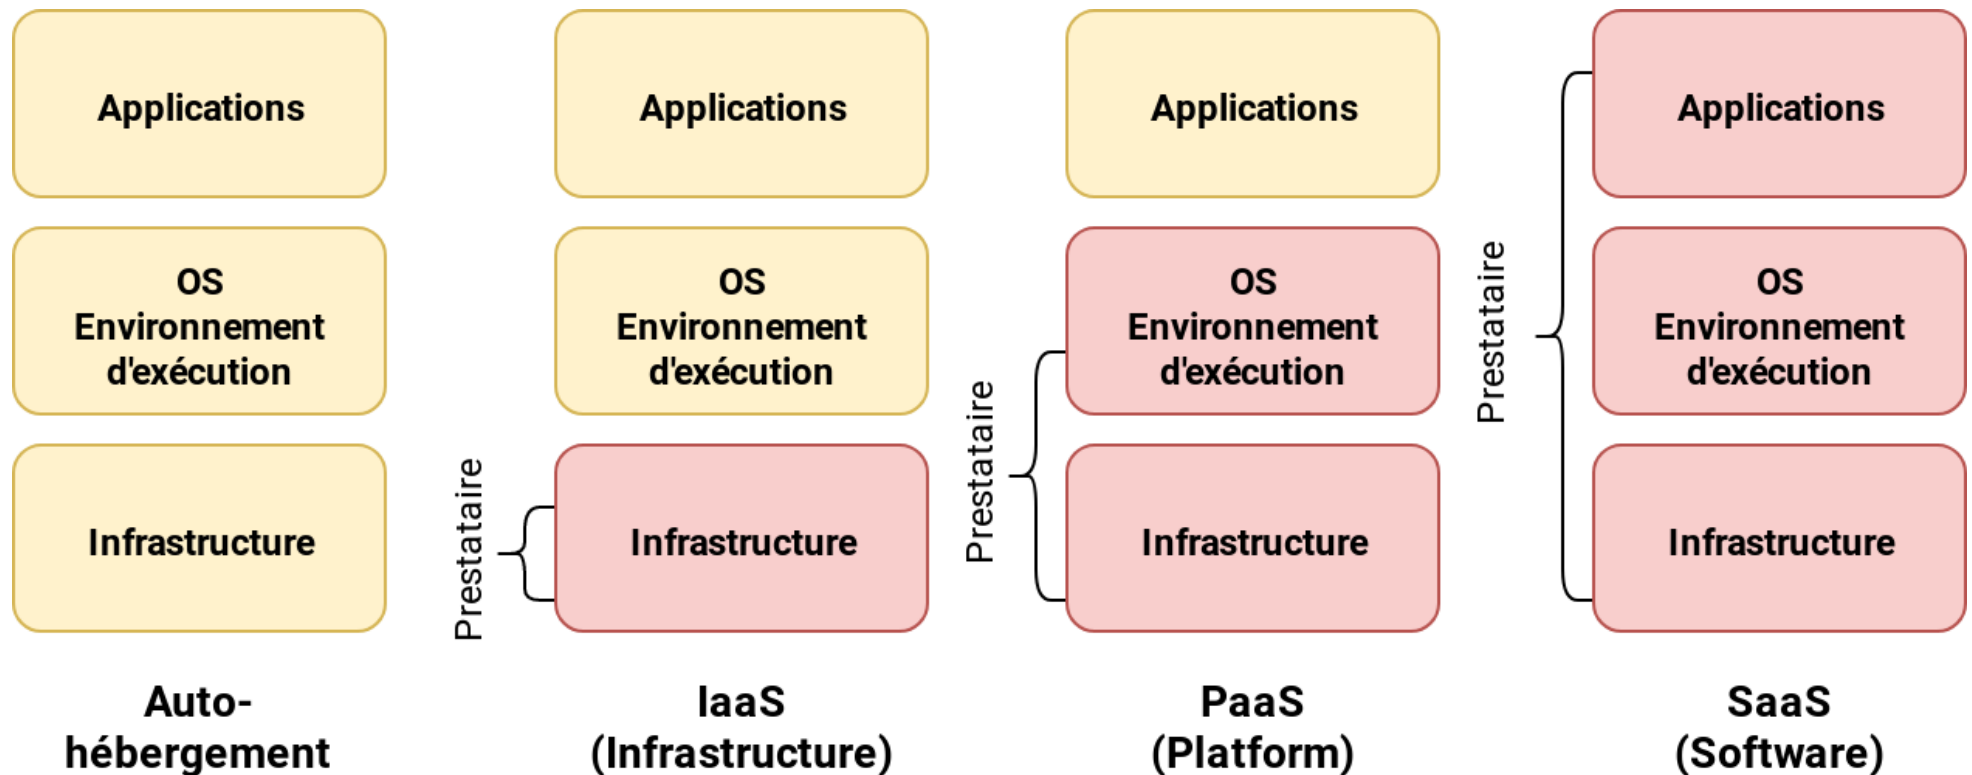 Applications
Applications
Applications
Applications
OS
Environnement
d'exécution
OS
Environnement
d'exécution
OS
Environnement
d'exécution
OS
Environnement
d'exécution
Infrastructure
Prestataire
Infrastructure
Prestataire
Infrastructure
Prestataire
Infrastructure
Auto-
hébergement
IaaS
(Infrastructure)
PaaS
(Platform)
SaaS
(Software)